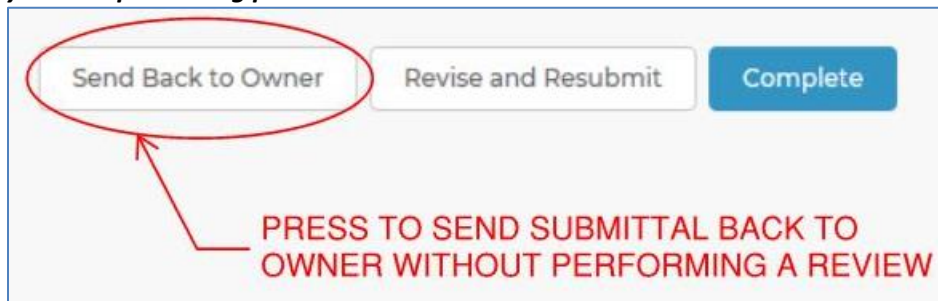 Send Back to Owner Revise and Resubmit Complete
PRESS TO SEND SUBMITTAL BACK TO
OWNER WITHOUT PERFORMING A REVIEW